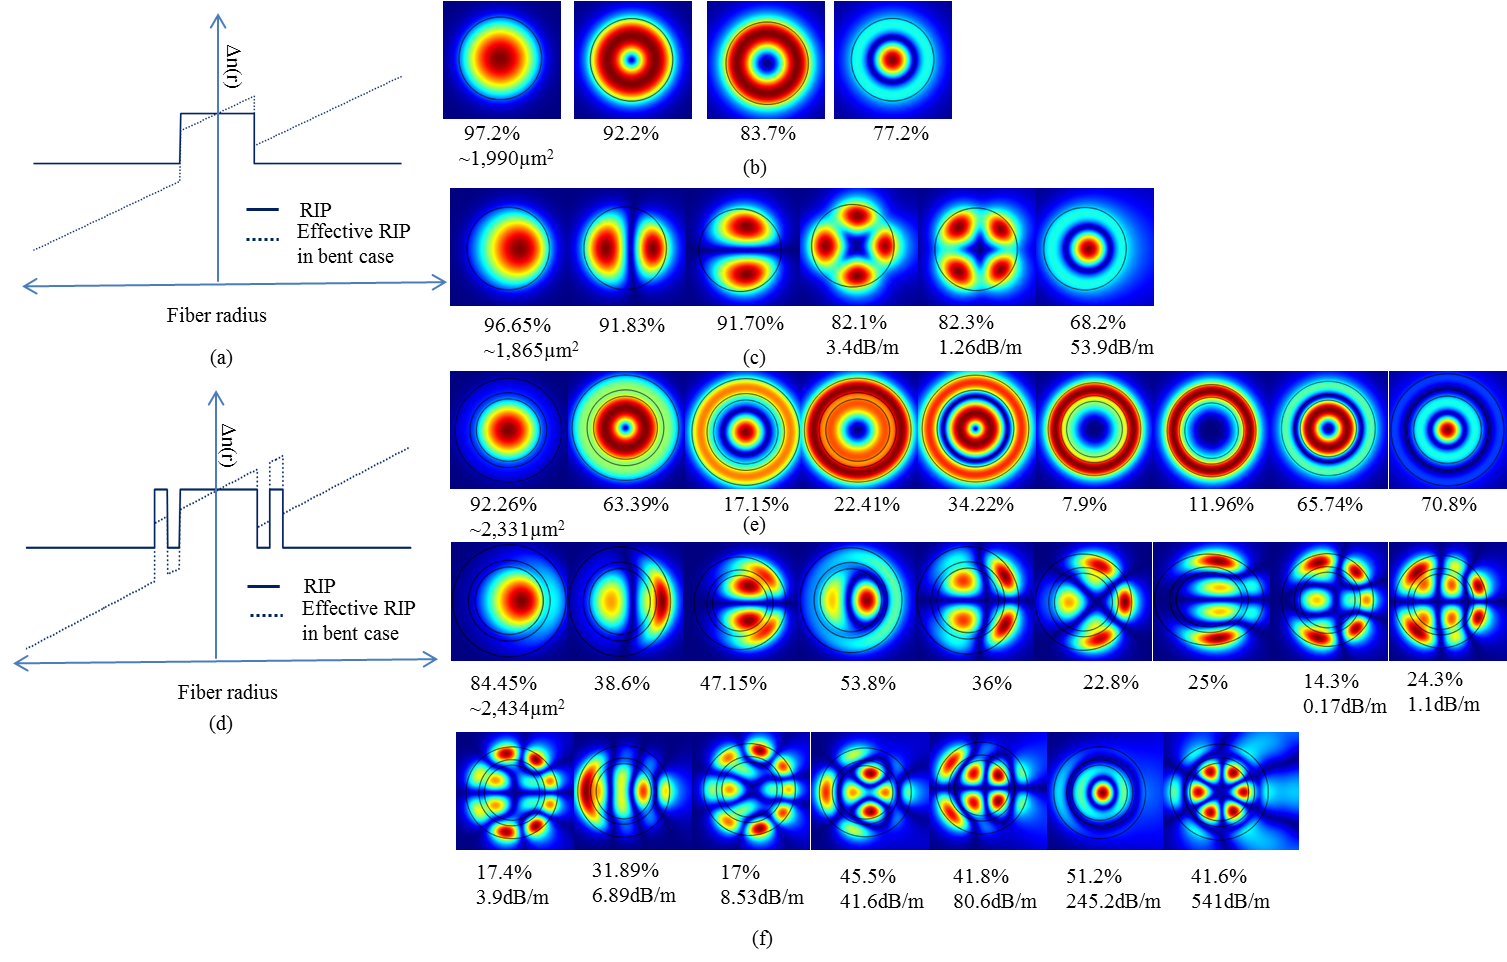 Δn(r)
RIP
Effective RIP
in bent case
Fiber radius
(a)
97.2% 92.2% 83.7% 77.2%
~1,990µm²
(b)
96.65% 91.83% 91.70% 82.1% 82.3% 68.2%
~1,865µm² 3.4dB/m 1.26dB/m 53.9dB/m
(c)
Δn(r)
RIP
Effective RIP
in bent case
Fiber radius
(d)
92.26% 63.39% 17.15% 22.41% 34.22% 7.9% 11.96% 65.74% 70.8%
~2,331µm²
(e)
84.45% 38.6% 47.15% 53.8% 36% 22.8% 25% 14.3% 24.3%
~2,434µm² 0.17dB/m 1.1dB/m
17.4% 31.89% 17% 45.5% 41.8% 51.2% 41.6%
3.9dB/m 6.89dB/m 8.53dB/m 41.6dB/m 80.6dB/m 245.2dB/m 541dB/m
(f)